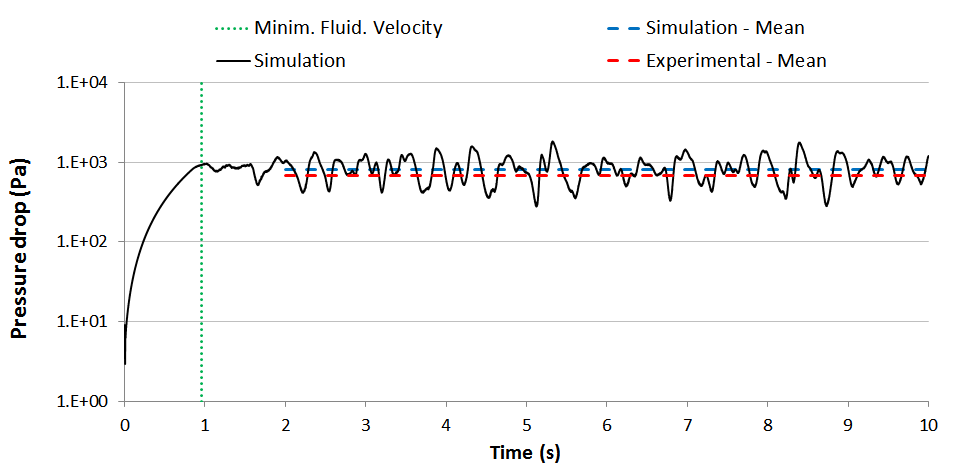 Minim. Fluid. Velocity
Simulation - Mean
Simulation
Experimental - Mean
1.E+04
1.E+03
1.E+02
1.E+01
1.E+00
Pressure drop (Pa)
0 1 2 3 4 5 6 7 8 9 10
Time (s)